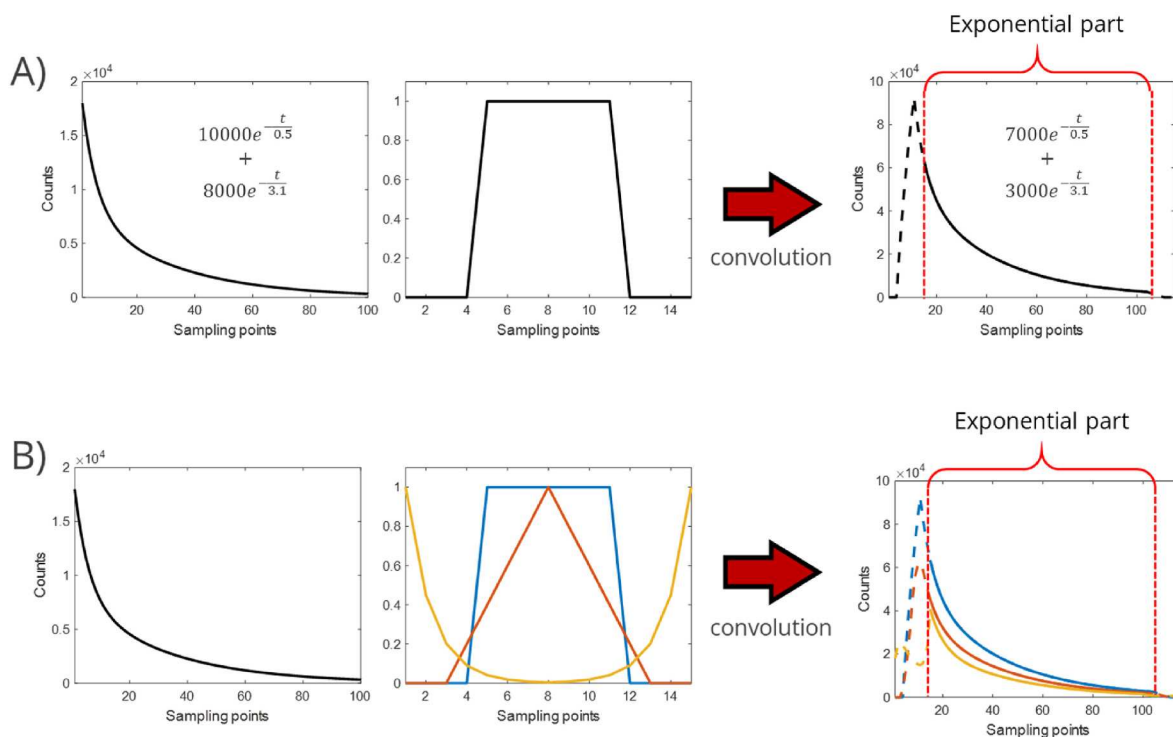 A)
Exponential part
×10⁴
2
1.5
1
0.5
0
Counts
10000e^{-t/0.5}
+
8000e^{-t/3.1}
20 40 60 80 100
Sampling points
1
0.8
0.6
0.4
0.2
0
2 4 6 8 10 12 14
Sampling points
convolution
10 ×10⁴
8
6
4
2
0
Counts
7000e^{-t/0.5}
+
3000e^{-t/3.1}
20 40 60 80 100
Sampling points
B)
Exponential part
×10⁴
2
1.5
1
0.5
0
Counts
20 40 60 80 100
Sampling points
1
0.8
0.6
0.4
0.2
0
2 4 6 8 10 12 14
Sampling points
convolution
10 ×10⁴
8
6
4
2
0
Counts
20 40 60 80 100
Sampling points